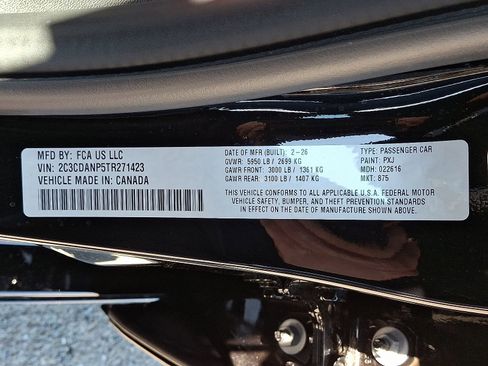 MFD BY: FCA US LLC
VIN: 2C3CDANP5TR271423
VEHICLE MADE IN: CANADA
DATE OF MFR (BUILT): 2-26
GVWR: 5950 LB / 2699 KG
GAWR FRONT: 3000 LB / 1361 KG
GAWR REAR: 3100 LB / 1407 KG
TYPE: PASSENGER CAR
PAINT: PXJ
MDH: 022616
MKT: 875
THIS VEHICLE CONFORMS TO ALL APPLICABLE U.S.A. FEDERAL MOTOR
VEHICLE SAFETY, BUMPER, AND THEFT PREVENTION STANDARDS
IN EFFECT ON THE DATE OF MANUFACTURE SHOWN ABOVE.